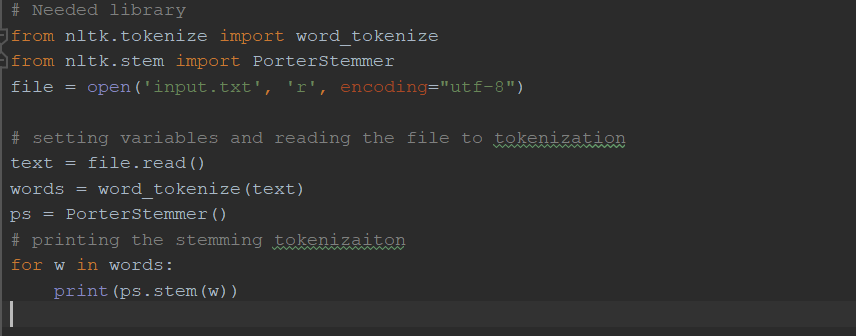 # Needed library
from nltk.tokenize import word_tokenize
from nltk.stem import PorterStemmer
file = open('input.txt', 'r', encoding="utf-8")
# setting variables and reading the file to tokenization
text = file.read()
words = word_tokenize(text)
ps = PorterStemmer()
# printing the stemming tokenizaiton
for w in words:
    print(ps.stem(w))